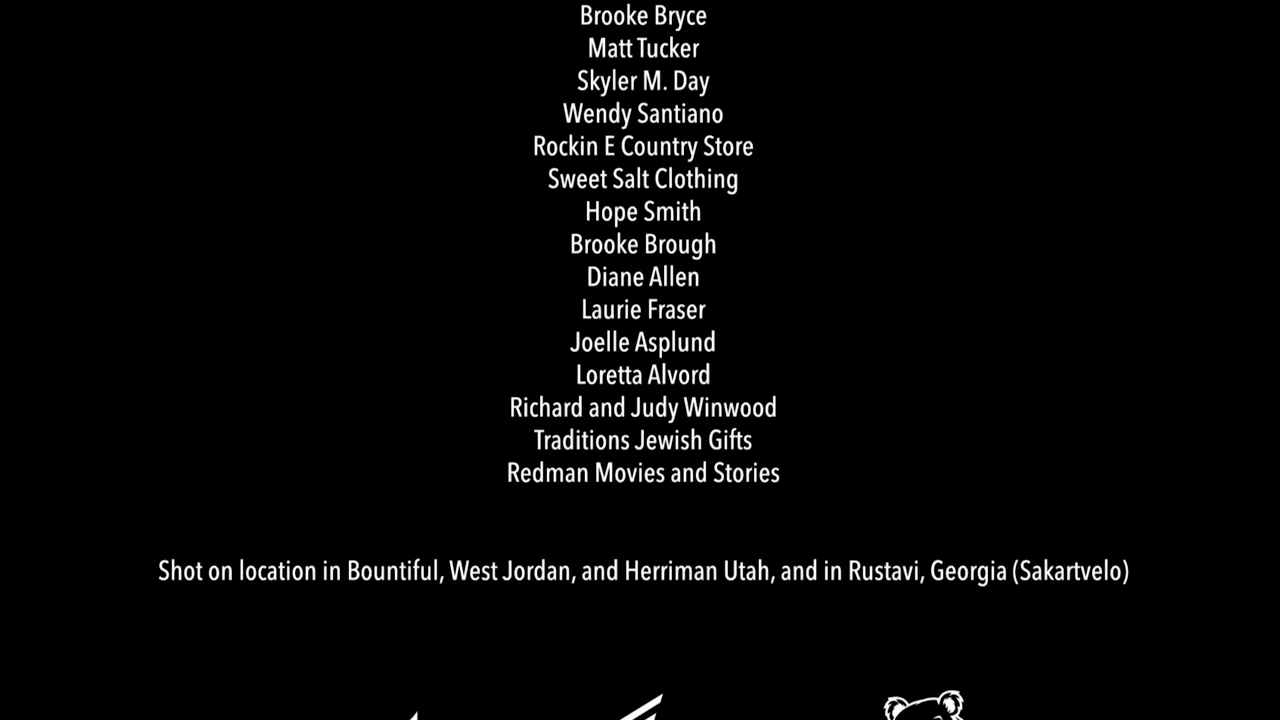 Brooke Bryce
Matt Tucker
Skyler M. Day
Wendy Santiano
Rockin E Country Store
Sweet Salt Clothing
Hope Smith
Brooke Brough
Diane Allen
Laurie Fraser
Joelle Asplund
Loretta Alvord
Richard and Judy Winwood
Traditions Jewish Gifts
Redman Movies and Stories
Shot on location in Bountiful, West Jordan, and Herriman Utah, and in Rustavi, Georgia (Sakartvelo)